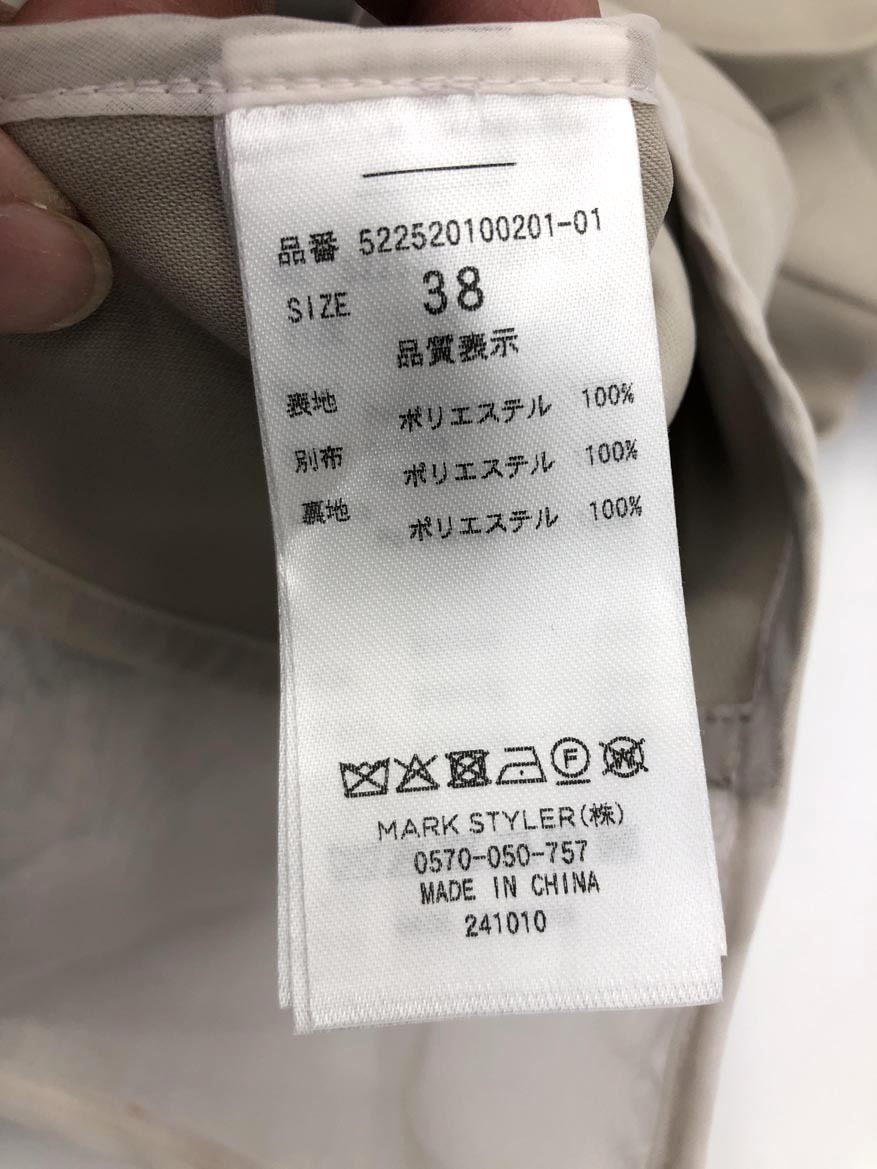 品番 522520100201-01
SIZE 38
品質表示
表地 ポリエステル 100%
別布 ポリエステル 100%
裏地 ポリエステル 100%
F W
MARK STYLER(株)
0570-050-757
MADE IN CHINA
241010